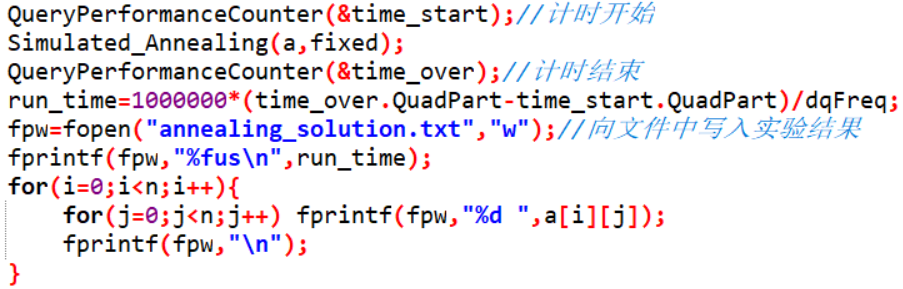 QueryPerformanceCounter(&time_start);//计时开始
Simulated_Annealing(a,fixed);
QueryPerformanceCounter(&time_over);//计时结束
run_time=1000000*(time_over.QuadPart-time_start.QuadPart)/dqFreq;
fpw=fopen("annealing_solution.txt","w");//向文件中写入实验结果
fprintf(fpw,"%fus\n",run_time);
for(i=0;i<n;i++){
    for(j=0;j<n;j++) fprintf(fpw,"%d ",a[i][j]);
    fprintf(fpw,"\n");
}